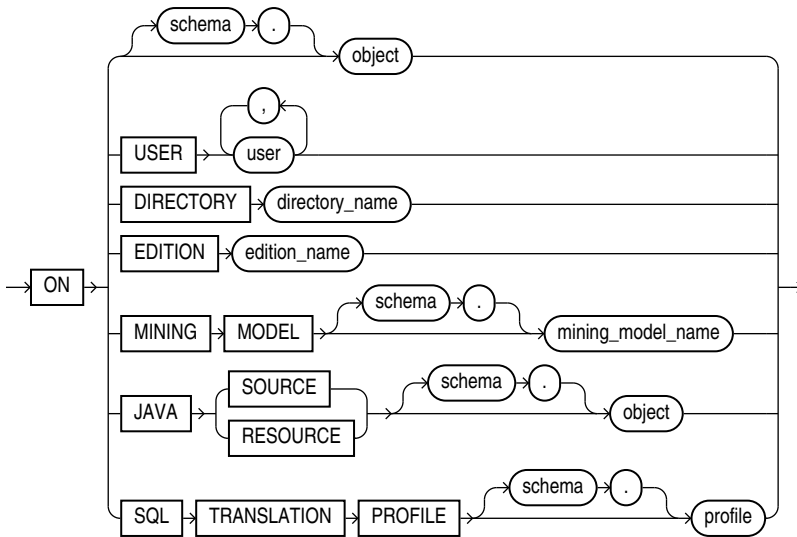 schema .
object
,
USER user
DIRECTORY directory_name
EDITION edition_name
ON
schema .
MINING MODEL mining_model_name
SOURCE schema .
JAVA object
RESOURCE
schema .
SQL TRANSLATION PROFILE profile